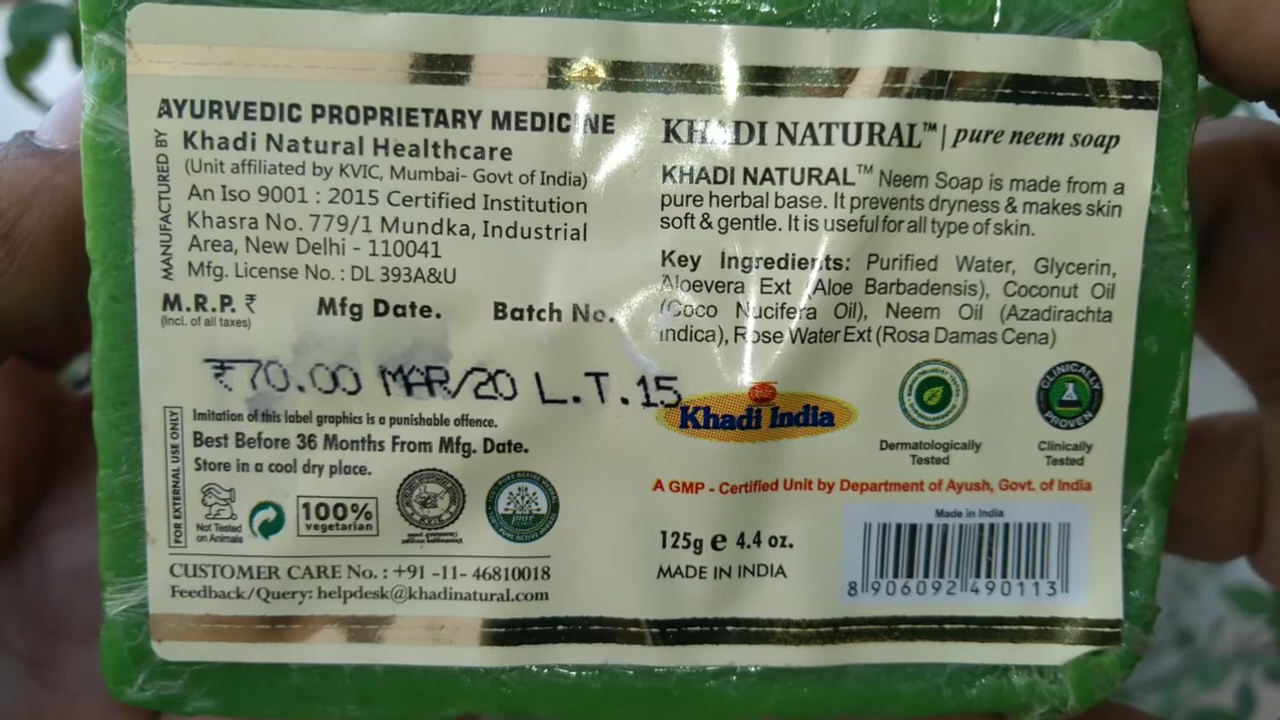 AYURVEDIC PROPRIETARY MEDICINE
MANUFACTURED BY
Khadi Natural Healthcare
(Unit affiliated by KVIC, Mumbai- Govt of India)
An Iso 9001 : 2015 Certified Institution
Khasra No. 779/1 Mundka, Industrial
Area, New Delhi - 110041
Mfg. License No. : DL 393A&U
M.R.P. ₹ Mfg Date. Batch No.
(Incl. of all taxes)
₹70.00 MAR/20 L.T.15
Imitation of this label graphics is a punishable offence.
Best Before 36 Months From Mfg. Date.
Store in a cool dry place.
FOR EXTERNAL USE ONLY
Not Tested
on Animals
100%
vegetarian
KVIC
pure
CUSTOMER CARE No. : +91 -11- 46810018
Feedback/Query: helpdesk@khadinatural.com
KHADI NATURAL™ | pure neem soap
KHADI NATURAL™ Neem Soap is made from a
pure herbal base. It prevents dryness & makes skin
soft & gentle. It is useful for all type of skin.
Key Ingredients: Purified Water, Glycerin,
Aloevera Ext (Aloe Barbadensis), Coconut Oil
(Coco Nucifera Oil), Neem Oil (Azadirachta
indica), Rose Water Ext (Rosa Damas Cena)
Khadi India
Dermatologically
Tested
CLINICALLY
PROVEN
Clinically
Tested
A GMP - Certified Unit by Department of Ayush, Govt. of India
125g e 4.4 oz.
MADE IN INDIA
Made in India
8 906092 490113